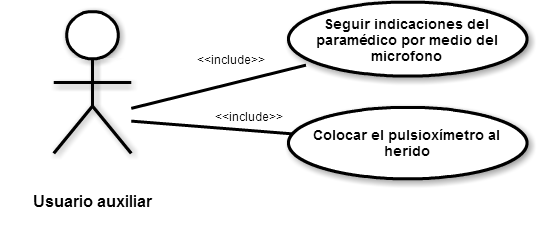 Seguir indicaciones del
paramédico por medio del
microfono
<<include>>
<<include>>
Colocar el pulsioxímetro al
herido
Usuario auxiliar